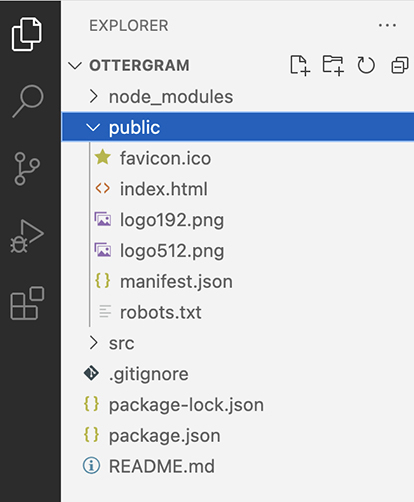 EXPLORER
OTTERGRAM
node_modules
public
favicon.ico
index.html
logo192.png
logo512.png
manifest.json
robots.txt
src
.gitignore
package-lock.json
package.json
README.md